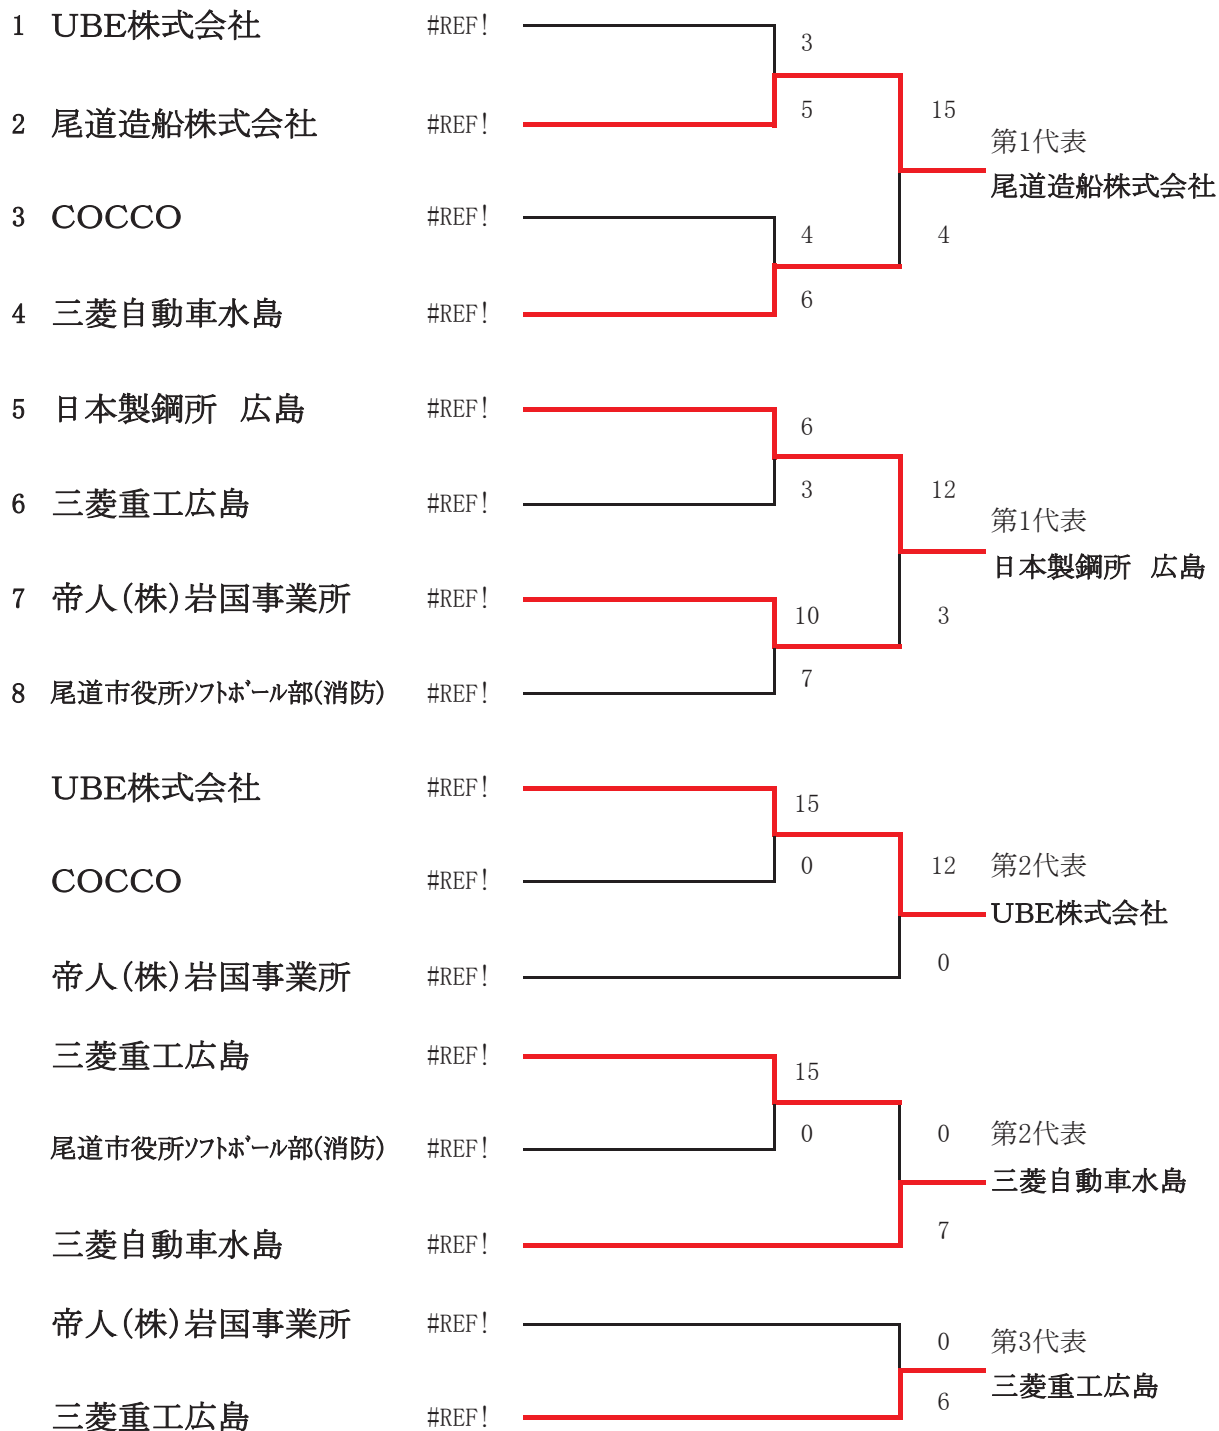 1 UBE株式会社 #REF!
3
2 尾道造船株式会社 #REF!
5
15
第1代表
尾道造船株式会社
3 COCCO #REF!
4
4
4 三菱自動車水島 #REF!
6
5 日本製鋼所 広島 #REF!
6
6 三菱重工広島 #REF!
3
12
第1代表
日本製鋼所 広島
7 帝人(株)岩国事業所 #REF!
10
3
8 尾道市役所ｿﾌﾄﾎﾞｰﾙ部(消防) #REF!
7
UBE株式会社 #REF!
15
COCCO #REF!
0
12
第2代表
UBE株式会社
帝人(株)岩国事業所 #REF!
0
三菱重工広島 #REF!
15
尾道市役所ｿﾌﾄﾎﾞｰﾙ部(消防) #REF!
0
0
第2代表
三菱自動車水島
三菱自動車水島 #REF!
7
帝人(株)岩国事業所 #REF!
0
第3代表
三菱重工広島
三菱重工広島 #REF!
6